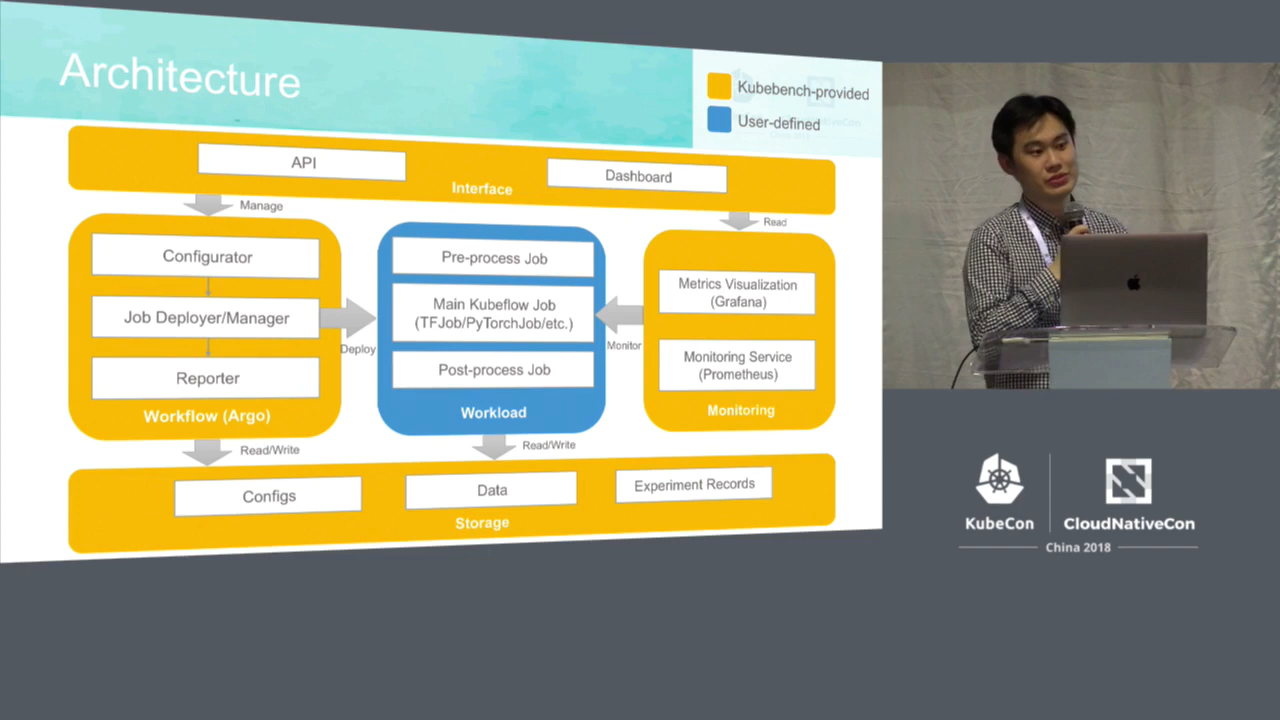 Architecture
Kubebench-provided
User-defined
API
Dashboard
Interface
Manage
Read
Configurator
Job Deployer/Manager
Reporter
Workflow (Argo)
Deploy
Pre-process Job
Main Kubeflow Job
(TFJob/PyTorchJob/etc.)
Post-process Job
Workload
Monitor
Metrics Visualization
(Grafana)
Monitoring Service
(Prometheus)
Monitoring
Read/Write
Read/Write
Configs
Data
Experiment Records
Storage
KubeCon
CloudNativeCon
China 2018